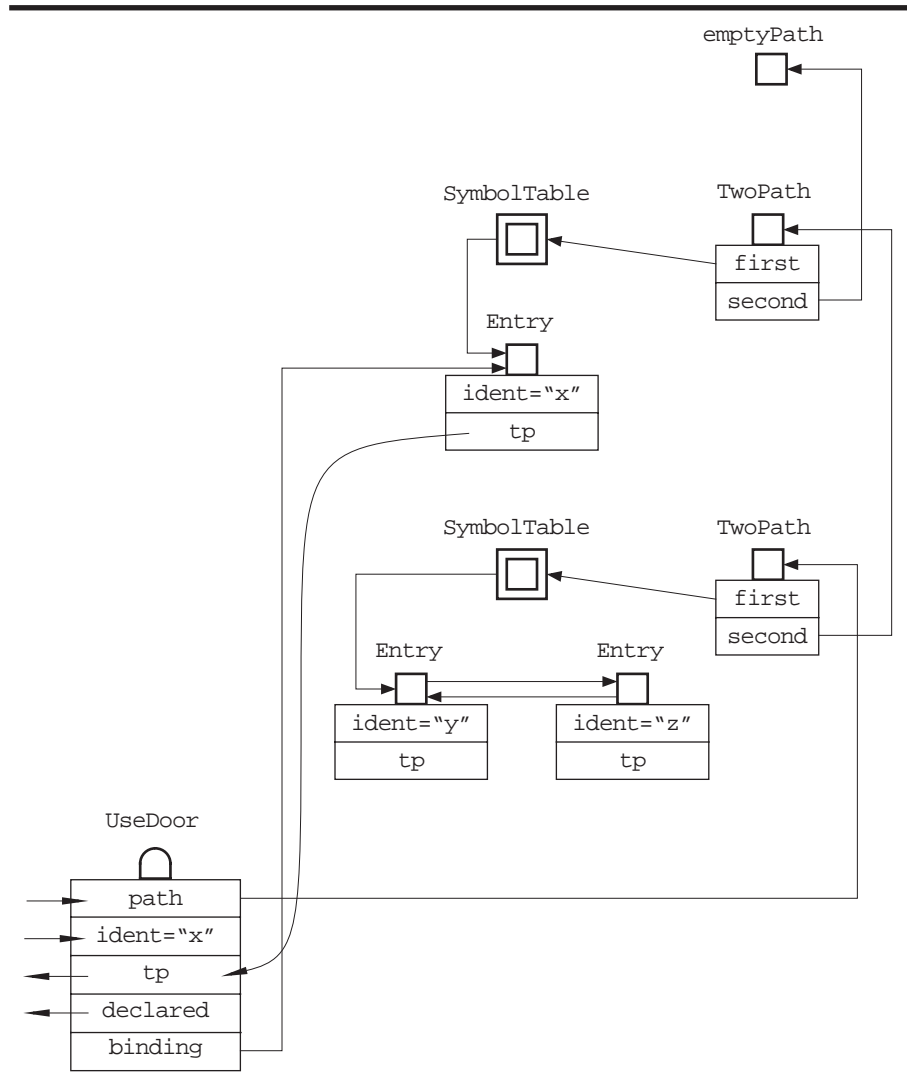 emptyPath
SymbolTable TwoPath
first
second
Entry
ident=“x”
tp
SymbolTable TwoPath
first
second
Entry Entry
ident=“y” ident=“z”
tp tp
UseDoor
path
ident=“x”
tp
declared
binding